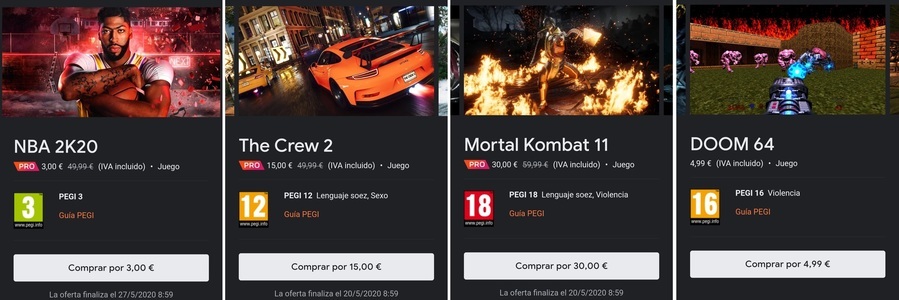 NBA 2K20
PRO 3,00 € 49,99 € (IVA incluido) • Juego
3
www.pegi.info
PEGI 3
Guía PEGI
Comprar por 3,00 €
La oferta finaliza el 27/5/2020 8:59
The Crew 2
PRO 15,00 € 49,99 € (IVA incluido) • Juego
12
www.pegi.info
PEGI 12 Lenguaje soez, Sexo
Guía PEGI
Comprar por 15,00 €
La oferta finaliza el 20/5/2020 8:59
Mortal Kombat 11
PRO 30,00 € 59,99 € (IVA incluido) • Juego
18
www.pegi.info
PEGI 18 Lenguaje soez, Violencia
Guía PEGI
Comprar por 30,00 €
La oferta finaliza el 20/5/2020 8:59
DOOM 64
4,99 € (IVA incluido) • Juego
16
www.pegi.info
PEGI 16 Violencia
Guía PEGI
Comprar por 4,99 €